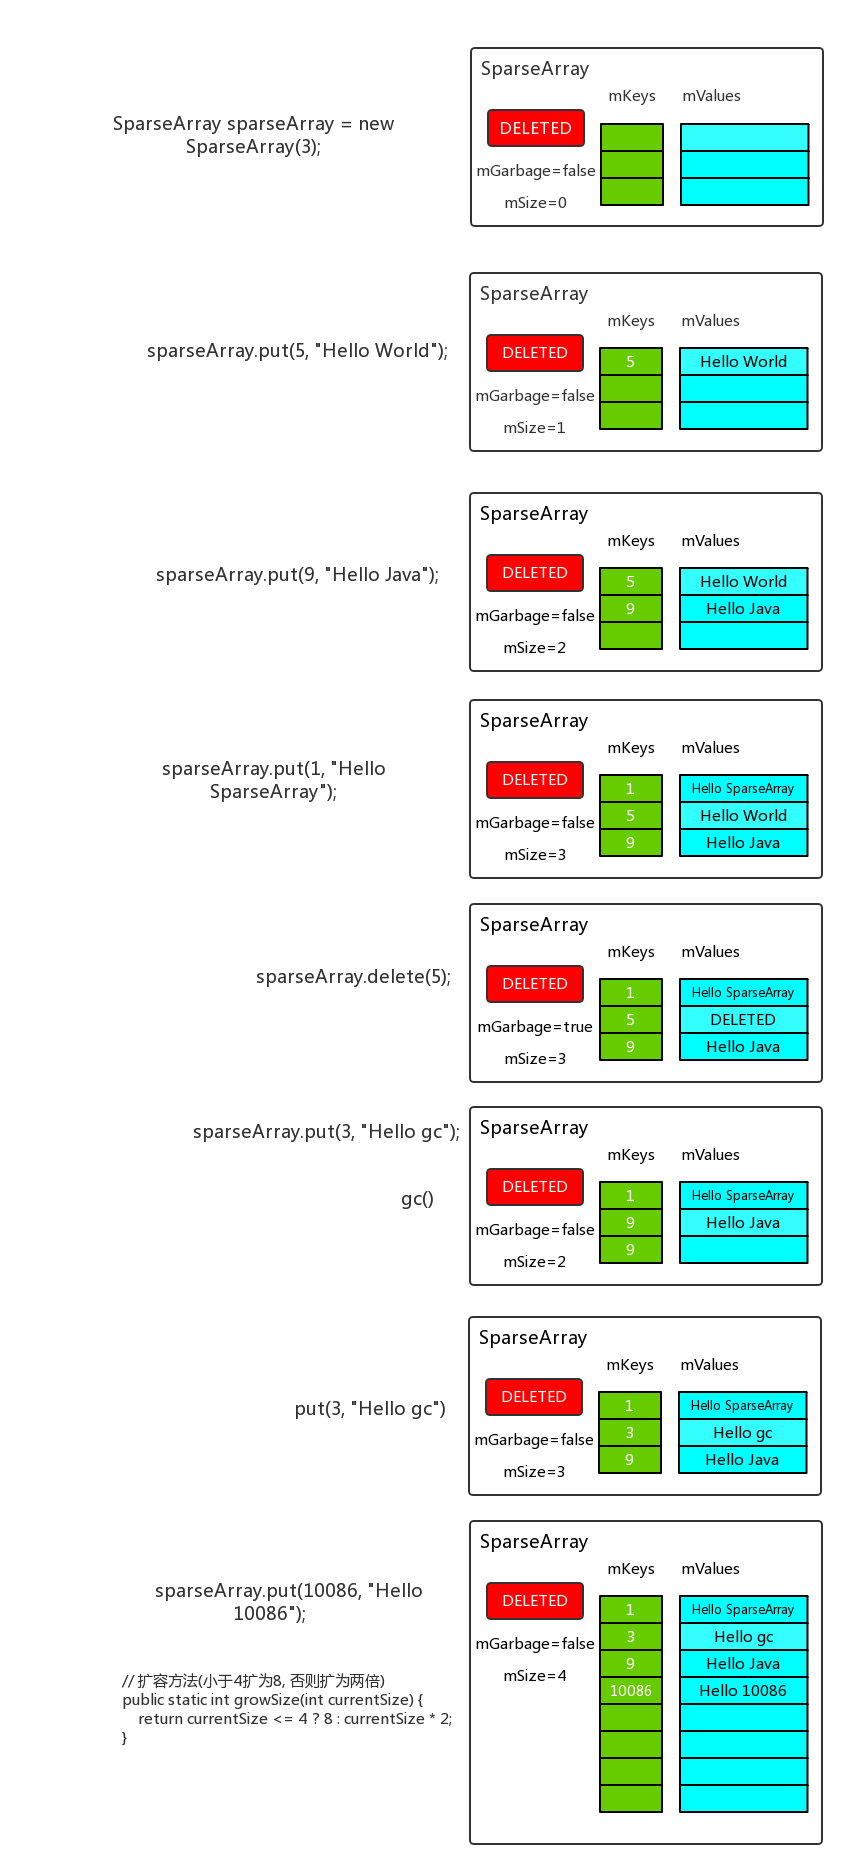 SparseArray sparseArray = new
SparseArray(3);
SparseArray
mKeys mValues
DELETED
mGarbage=false
mSize=0
sparseArray.put(5, "Hello World");
SparseArray
mKeys mValues
DELETED
5 Hello World
mGarbage=false
mSize=1
sparseArray.put(9, "Hello Java");
SparseArray
mKeys mValues
DELETED
5 Hello World
9 Hello Java
mGarbage=false
mSize=2
sparseArray.put(1, "Hello
SparseArray");
SparseArray
mKeys mValues
DELETED
1 Hello SparseArray
5 Hello World
9 Hello Java
mGarbage=false
mSize=3
sparseArray.delete(5);
SparseArray
mKeys mValues
DELETED
1 Hello SparseArray
5 DELETED
9 Hello Java
mGarbage=true
mSize=3
sparseArray.put(3, "Hello gc");
gc()
SparseArray
mKeys mValues
DELETED
1 Hello SparseArray
9 Hello Java
9
mGarbage=false
mSize=2
put(3, "Hello gc")
SparseArray
mKeys mValues
DELETED
1 Hello SparseArray
3 Hello gc
9 Hello Java
mGarbage=false
mSize=3
sparseArray.put(10086, "Hello
10086");
// 扩容方法(小于4扩为8, 否则扩为两倍)
public static int growSize(int currentSize) {
return currentSize <= 4 ? 8 : currentSize * 2;
}
SparseArray
mKeys mValues
DELETED
1 Hello SparseArray
3 Hello gc
9 Hello Java
10086 Hello 10086
mGarbage=false
mSize=4